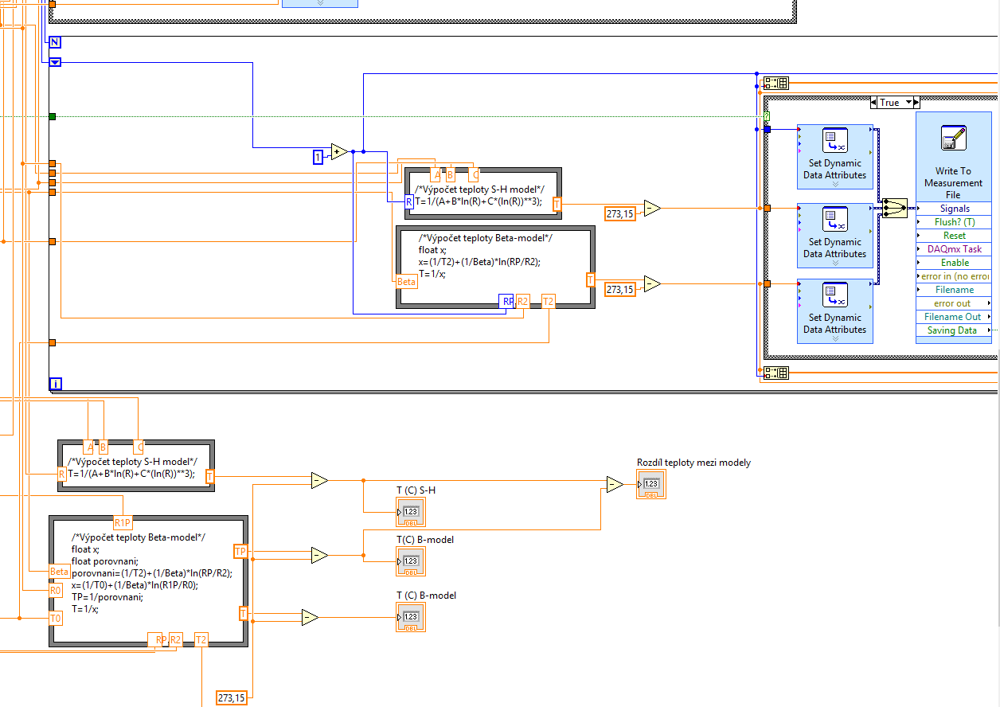 N
True
?
1
+
A B C
/*Výpočet teploty S-H model*/
R
T=1/(A+B*ln(R)+C*(ln(R))**3);
T
273,15
-
/*Výpočet teploty Beta-model*/
float x;
x=(1/T2)+(1/Beta)*ln(RP/R2);
T=1/x;
Beta
T
RP R2 T2
273,15
-
Set Dynamic
Data Attributes
Set Dynamic
Data Attributes
Set Dynamic
Data Attributes
Write To
Measurement
File
Signals
Flush? (T)
Reset
DAQmx Task
Enable
error in (no error
Filename
error out
Filename Out
Saving Data
i
A B C
/*Výpočet teploty S-H model*/
R
T=1/(A+B*ln(R)+C*(ln(R))**3);
T
-
T (C) S-H
1.23
DBL
-
Rozdíl teploty mezi modely
1.23
DBL
R1P
/*Výpočet teploty Beta-model*/
float x;
float porovnani;
porovnani=(1/T2)+(1/Beta)*ln(RP/R2);
x=(1/T0)+(1/Beta)*ln(R1P/R0);
TP=1/porovnani;
T=1/x;
Beta
R0
T0
TP
T
RP R2 T2
-
T(C) B-model
1.23
DBL
-
T (C) B-model
1.23
DBL
273,15